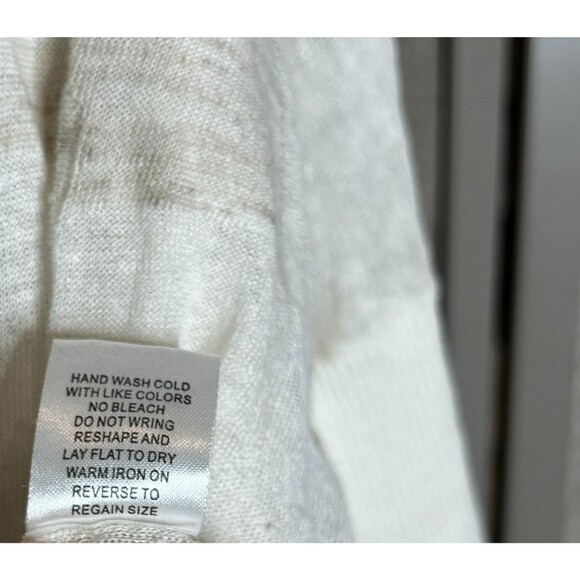 HAND WASH COLD
WITH LIKE COLORS
NO BLEACH
DO NOT WRING
RESHAPE AND
LAY FLAT TO DRY
WARM IRON ON
REVERSE TO
REGAIN SIZE